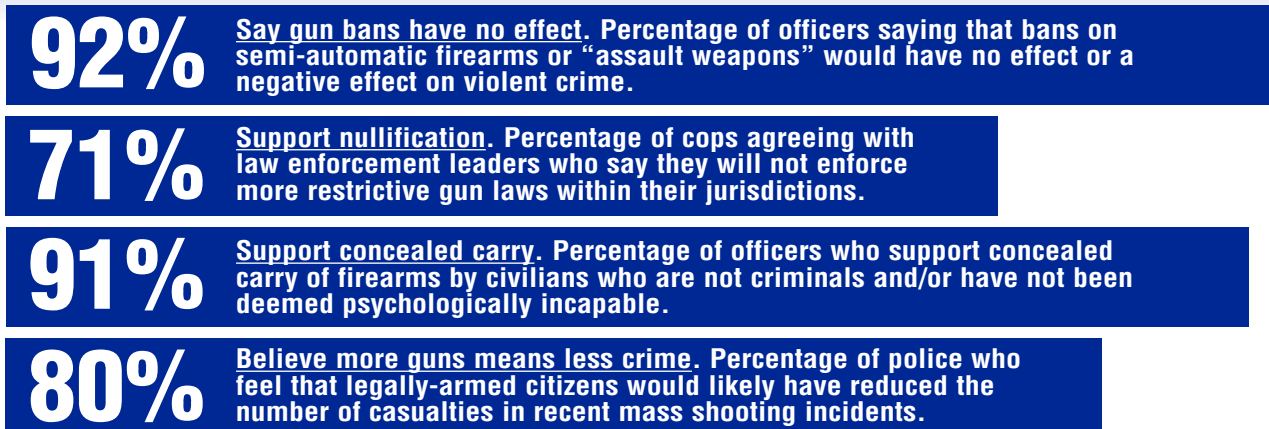 92%
Say gun bans have no effect. Percentage of officers saying that bans on
semi-automatic firearms or “assault weapons” would have no effect or a
negative effect on violent crime.
71%
Support nullification. Percentage of cops agreeing with
law enforcement leaders who say they will not enforce
more restrictive gun laws within their jurisdictions.
91%
Support concealed carry. Percentage of officers who support concealed
carry of firearms by civilians who are not criminals and/or have not been
deemed psychologically incapable.
80%
Believe more guns means less crime. Percentage of police who
feel that legally-armed citizens would likely have reduced the
number of casualties in recent mass shooting incidents.